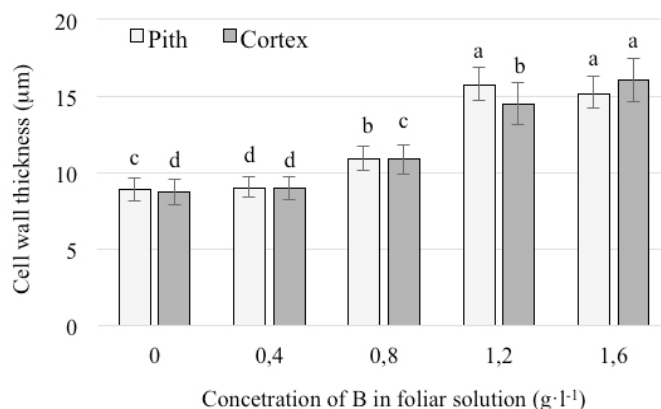 20
Pith Cortex
a a a
b
15
b c
c d d d
10
5
0
0 0,4 0,8 1,2 1,6
Cell wall thickness (µm)
Concetration of B in foliar solution (g·l⁻¹)